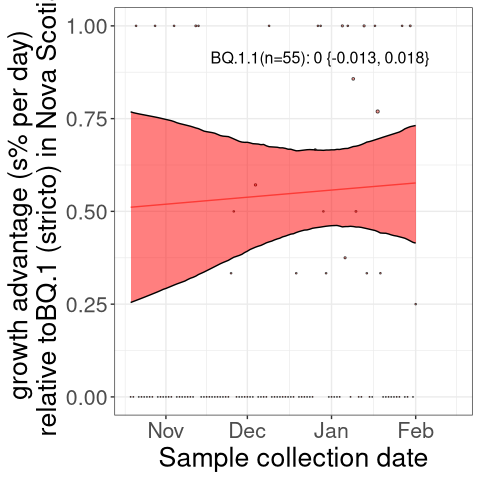 growth advantage (s% per day)
relative toBQ.1 (stricto) in Nova Scoti
1.00
0.75
0.50
0.25
0.00
BQ.1.1(n=55): 0 {-0.013, 0.018}
Nov Dec Jan Feb
Sample collection date